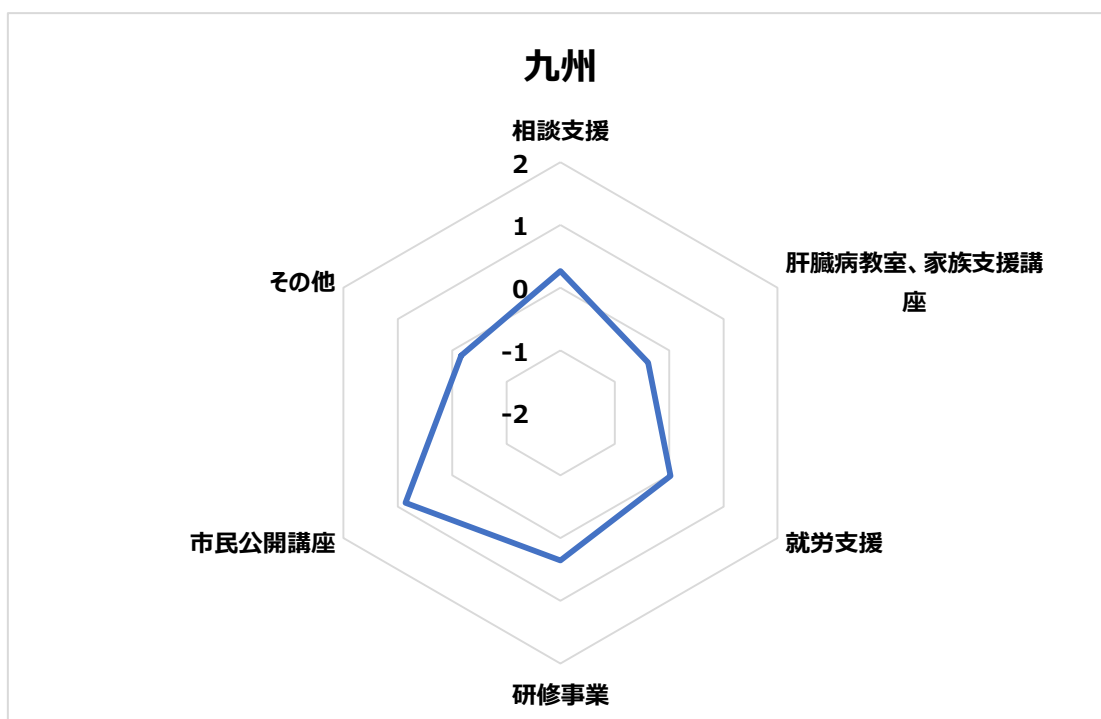 九州
相談支援
2
1
0
-1
-2
肝臓病教室、家族支援講
座
就労支援
研修事業
市民公開講座
その他